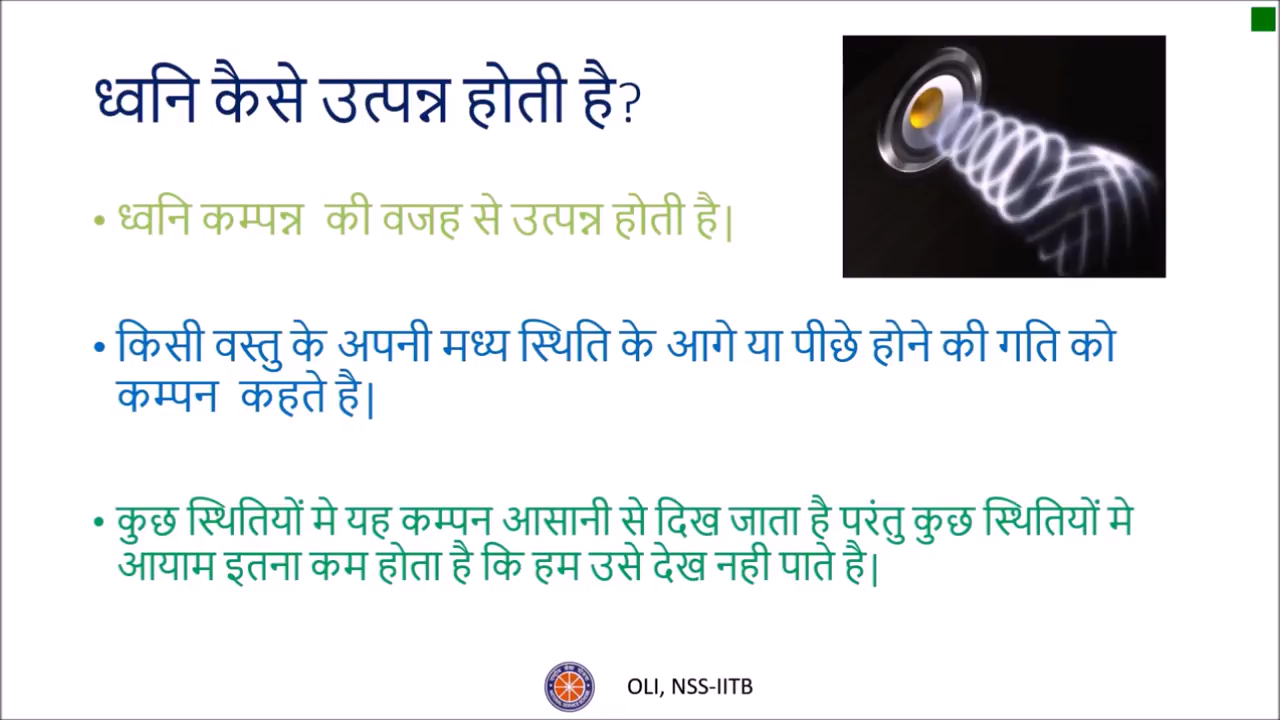 ध्वनि कैसे उत्पन्न होती है?
• ध्वनि कम्पन्न की वजह से उत्पन्न होती है|
• किसी वस्तु के अपनी मध्य स्थिति के आगे या पीछे होने की गति को
कम्पन कहते है|
• कुछ स्थितियों मे यह कम्पन आसानी से दिख जाता है परंतु कुछ स्थितियों मे
आयाम इतना कम होता है कि हम उसे देख नही पाते है|
OLI, NSS-IITB